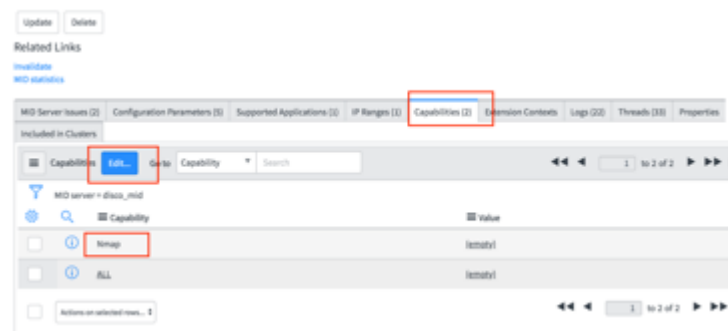 Update Delete
Related Links
Invalidate
MID statistics
MID Server Issues (2) Configuration Parameters (5) Supported Applications (1) IP Ranges (1) Capabilities (2) Extension Contexts Logs (22) Threads (33) Properties
Included in Clusters
Capabilities Edit... Go to Capability Search 1 to 2 of 2
MID server = disco_mid
Capability Value
Nmap (empty)
ALL (empty)
Actions on selected rows... 1 to 2 of 2